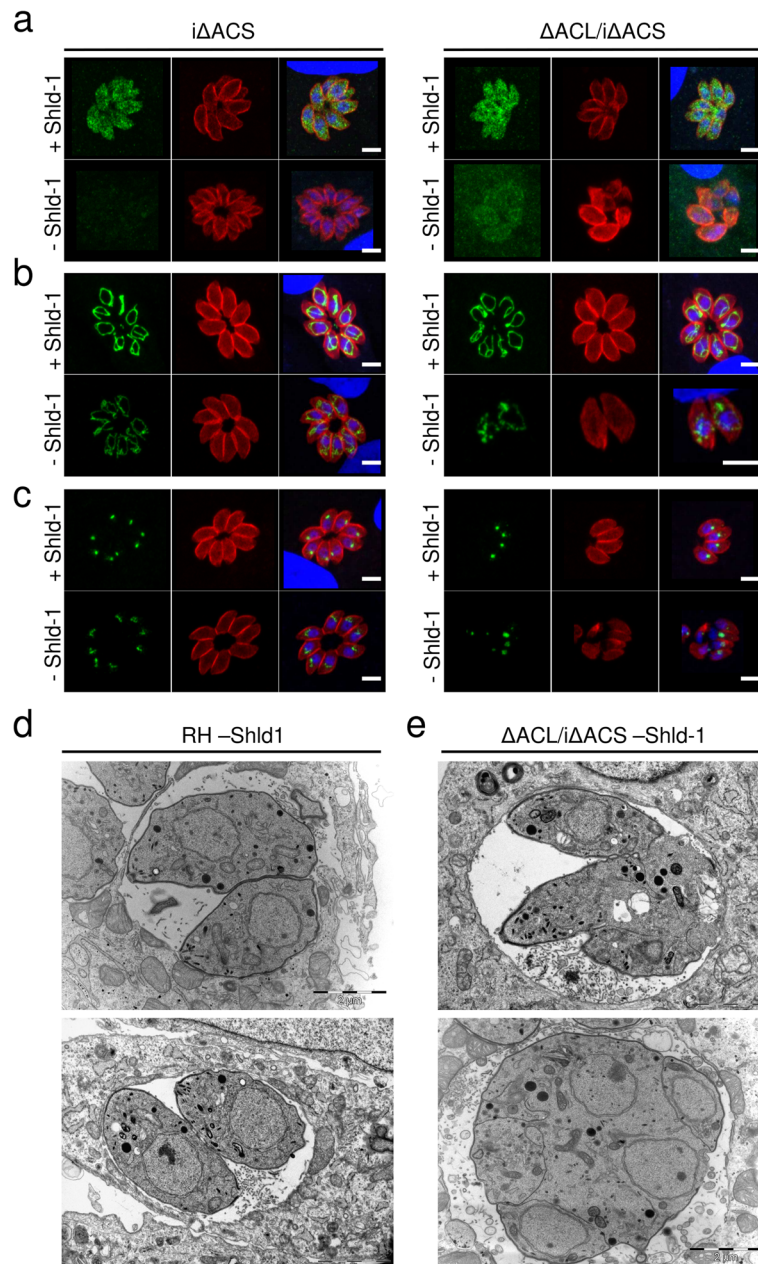 a
iΔACS
ΔACL/iΔACS
+ Shld-1
- Shld-1
+ Shld-1
- Shld-1
b
+ Shld-1
- Shld-1
+ Shld-1
- Shld-1
c
+ Shld-1
- Shld-1
+ Shld-1
- Shld-1
d
RH –Shld1
e
ΔACL/iΔACS –Shld-1
2 µm
2 µm